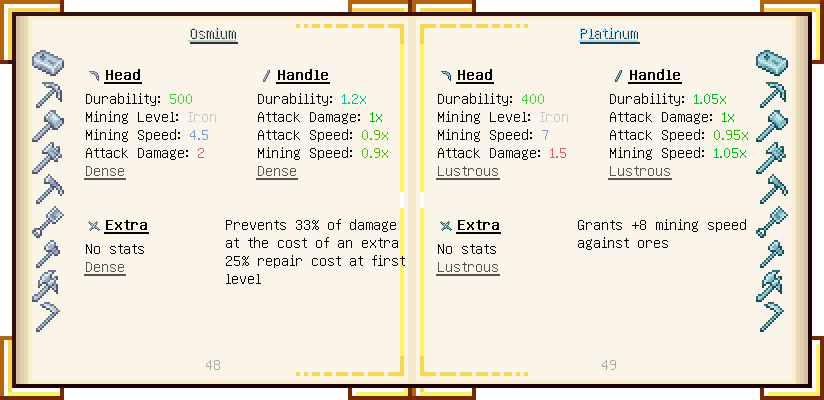 Osmium
Head
Durability: 500
Mining Level: Iron
Mining Speed: 4.5
Attack Damage: 2
Dense
Handle
Durability: 1.2x
Attack Damage: 1x
Attack Speed: 0.9x
Mining Speed: 0.9x
Dense
Extra
No stats
Dense
Prevents 33% of damage
at the cost of an extra
25% repair cost at first
level
48
Platinum
Head
Durability: 400
Mining Level: Iron
Mining Speed: 7
Attack Damage: 1.5
Lustrous
Handle
Durability: 1.05x
Attack Damage: 1x
Attack Speed: 0.95x
Mining Speed: 1.05x
Lustrous
Extra
No stats
Lustrous
Grants +8 mining speed
against ores
49